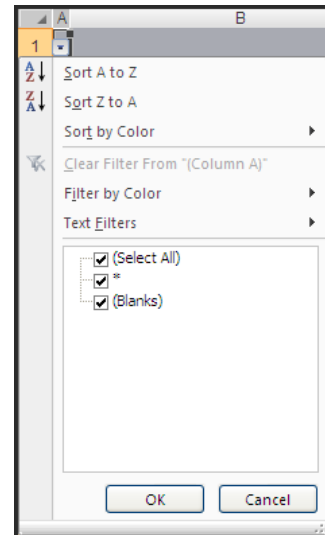 A B
1
A Z Sort A to Z
Z A Sort Z to A
Sort by Color
Clear Filter From "(Column A)"
Filter by Color
Text Filters
(Select All)
*
(Blanks)
OK Cancel